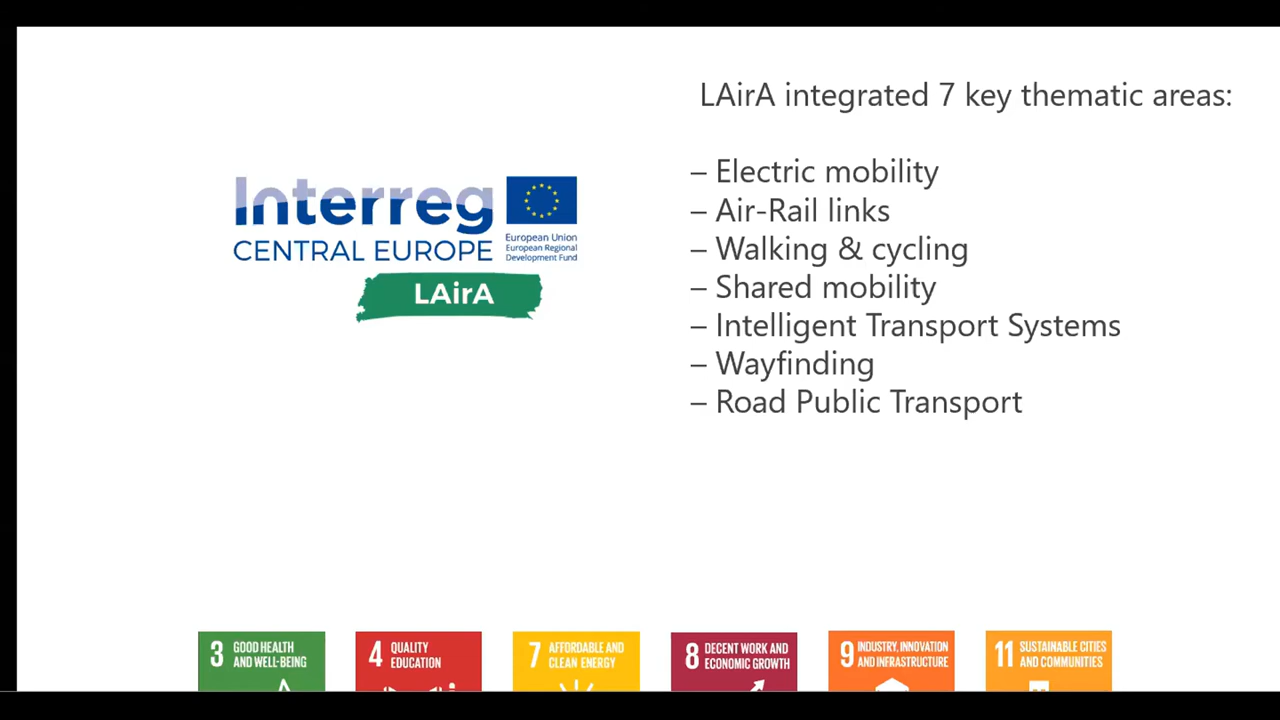 LAirA integrated 7 key thematic areas:
– Electric mobility
– Air-Rail links
– Walking & cycling
– Shared mobility
– Intelligent Transport Systems
– Wayfinding
– Road Public Transport
Interreg
CENTRAL EUROPE
European Union
European Regional
Development Fund
LAirA
3 GOOD HEALTH
AND WELL-BEING
4 QUALITY
EDUCATION
7 AFFORDABLE AND
CLEAN ENERGY
8 DECENT WORK AND
ECONOMIC GROWTH
9 INDUSTRY, INNOVATION
AND INFRASTRUCTURE
11 SUSTAINABLE CITIES
AND COMMUNITIES